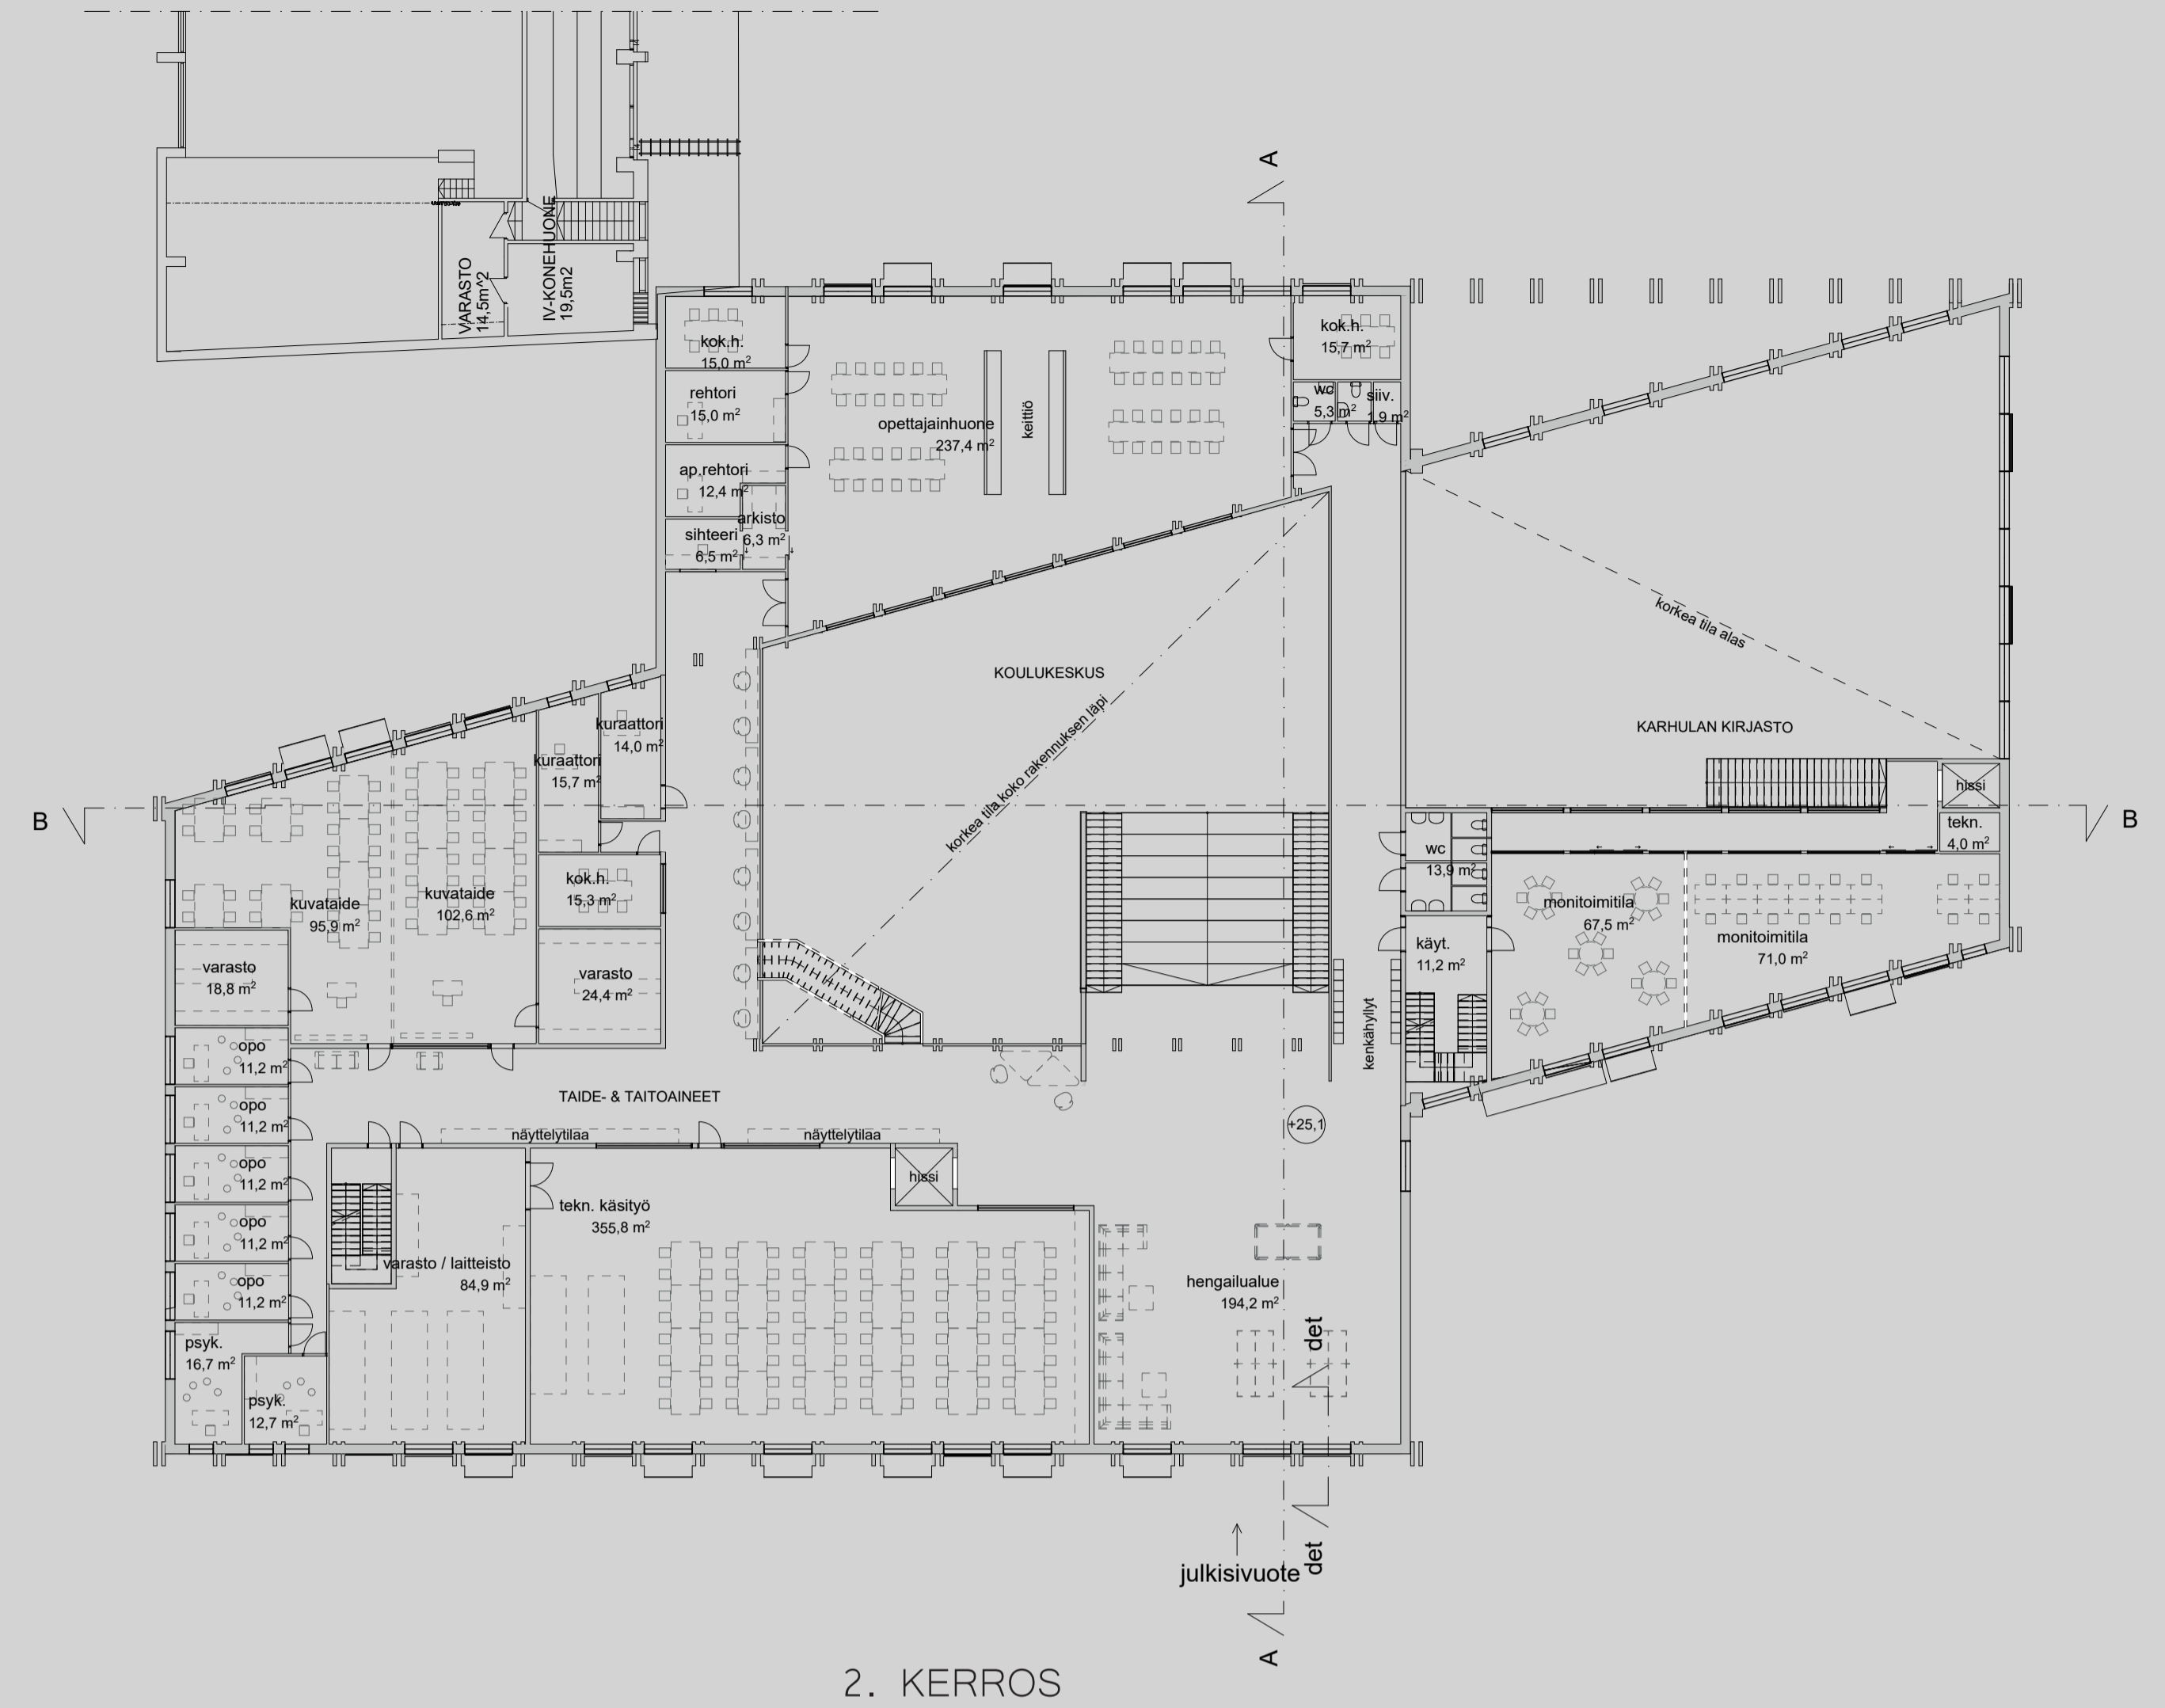 A
VARASTO
14,5m^2
IV-KONEHUONE
19,5m2
kok.h.
15,0 m²
rehtori
15,0 m²
ap.rehtori
12,4 m²
arkisto
6,3 m²
sihteeri
6,5 m²
opettajainhuone
237,4 m²
keittiö
kok.h.
15,7 m²
wc
5,3 m²
siiv.
1,9 m²
korkea tila alas
KOULUKESKUS
korkea tila koko rakennuksen läpi
KARHULAN KIRJASTO
kuraattori
14,0 m²
kuraattori
15,7 m²
hissi
B
B
tekn.
4,0 m²
wc
13,9 m²
kok.h.
15,3 m²
kuvataide
95,9 m²
kuvataide
102,6 m²
monitoimitila
67,5 m²
monitoimitila
71,0 m²
käyt.
11,2 m²
varasto
18,8 m²
varasto
24,4 m²
kenkähyllyt
opo
11,2 m²
opo
11,2 m²
opo
11,2 m²
opo
11,2 m²
opo
11,2 m²
TAIDE- & TAITOAINEET
näyttelytilaa
näyttelytilaa
+25,1
hissi
tekn. käsityö
355,8 m²
varasto / laitteisto
84,9 m²
hengailualue
194,2 m²
psyk.
16,7 m²
psyk.
12,7 m²
det
det
julkisivuote
A
2. KERROS